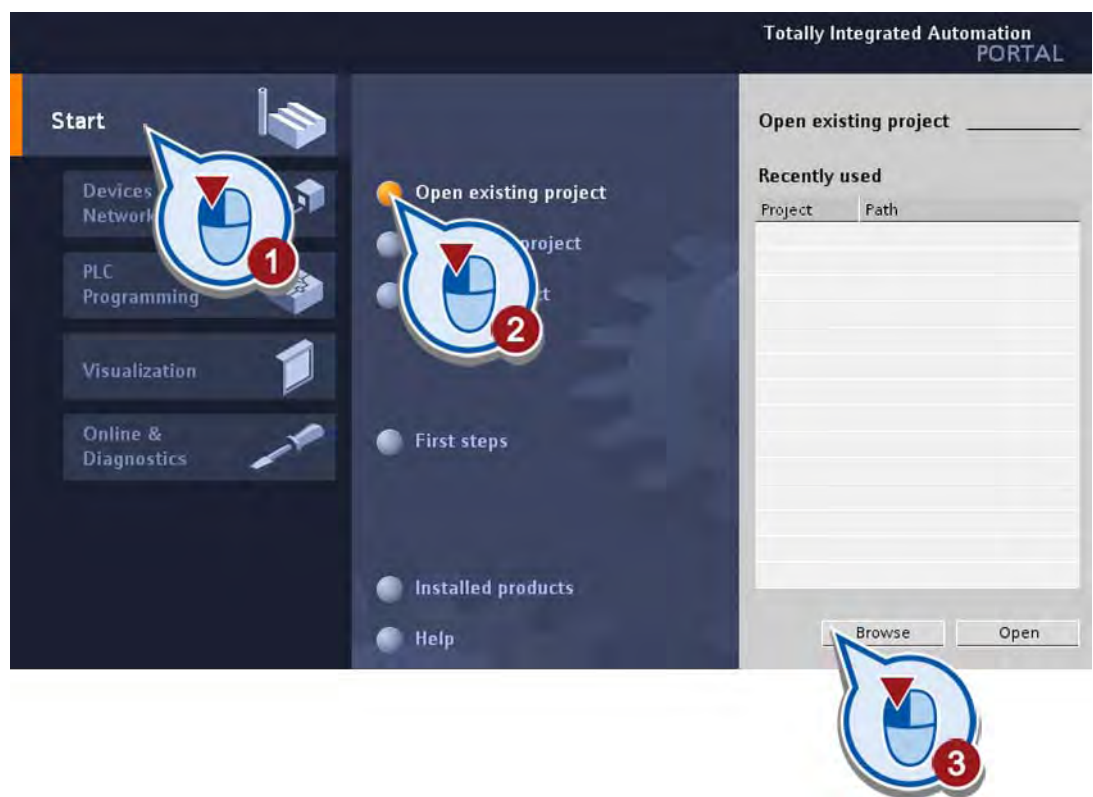 Totally Integrated Automation
PORTAL
Start
Devices
Network
PLC
Programming
Visualization
Online &
Diagnostics
Open existing project
project
First steps
Installed products
Help
Open existing project
Recently used
Project Path
Browse Open
1
2
3